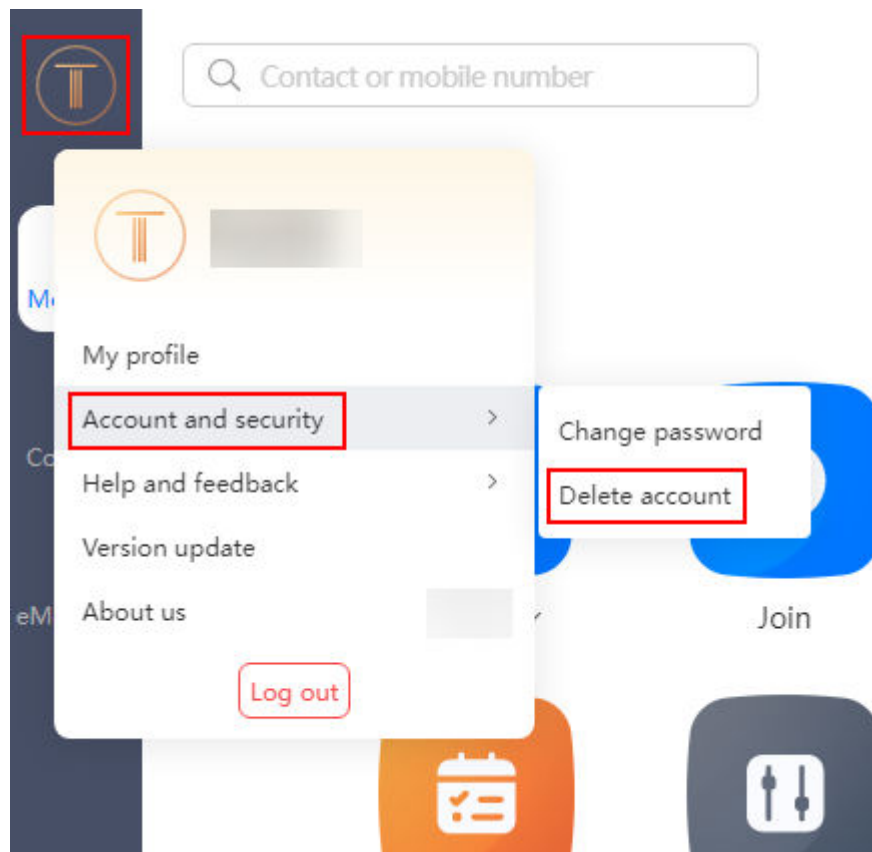 Contact or mobile number
My profile
Account and security
Change password
Delete account
Help and feedback
Version update
About us
Join
Log out